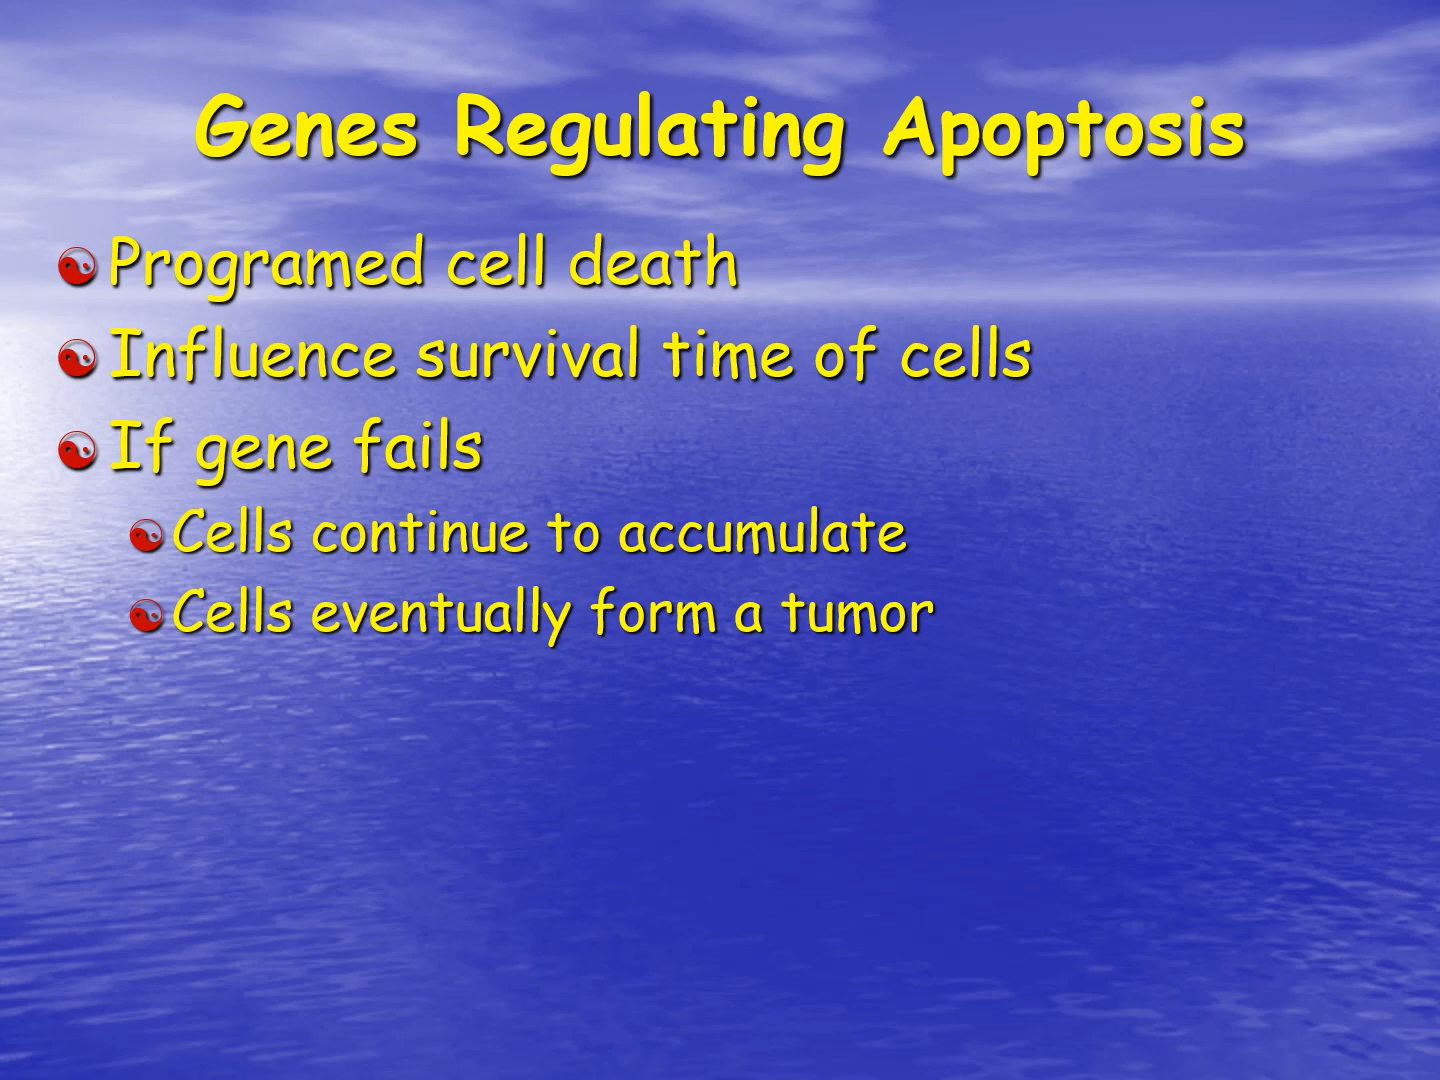 Genes Regulating Apoptosis
Programed cell death
Influence survival time of cells
If gene fails
Cells continue to accumulate
Cells eventually form a tumor